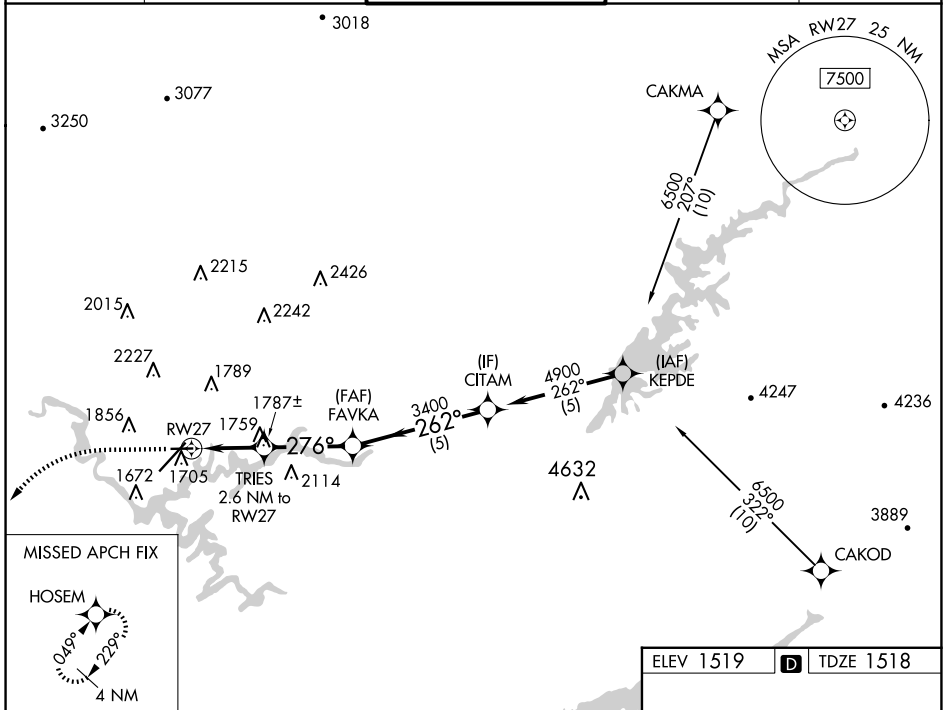 3018
MSA RW27 25 NM
7500
3077
3250
CAKMA
6500
207°
(10)
2215
2426
2015
2242
2227
1789
(IF)
CITAM
4900
262°
(5)
(IAF)
KEPDE
1787±
(FAF)
FAVKA
3400
262°
(5)
4247
4236
1856
RW27
1759
276°
1672
1705
TRIES
2.6 NM to
RW27
2114
4632
6500
322°
(10)
3889
CAKOD
MISSED APCH FIX
HOSEM
049°
229°
4 NM
ELEV 1519 D TDZE 1518